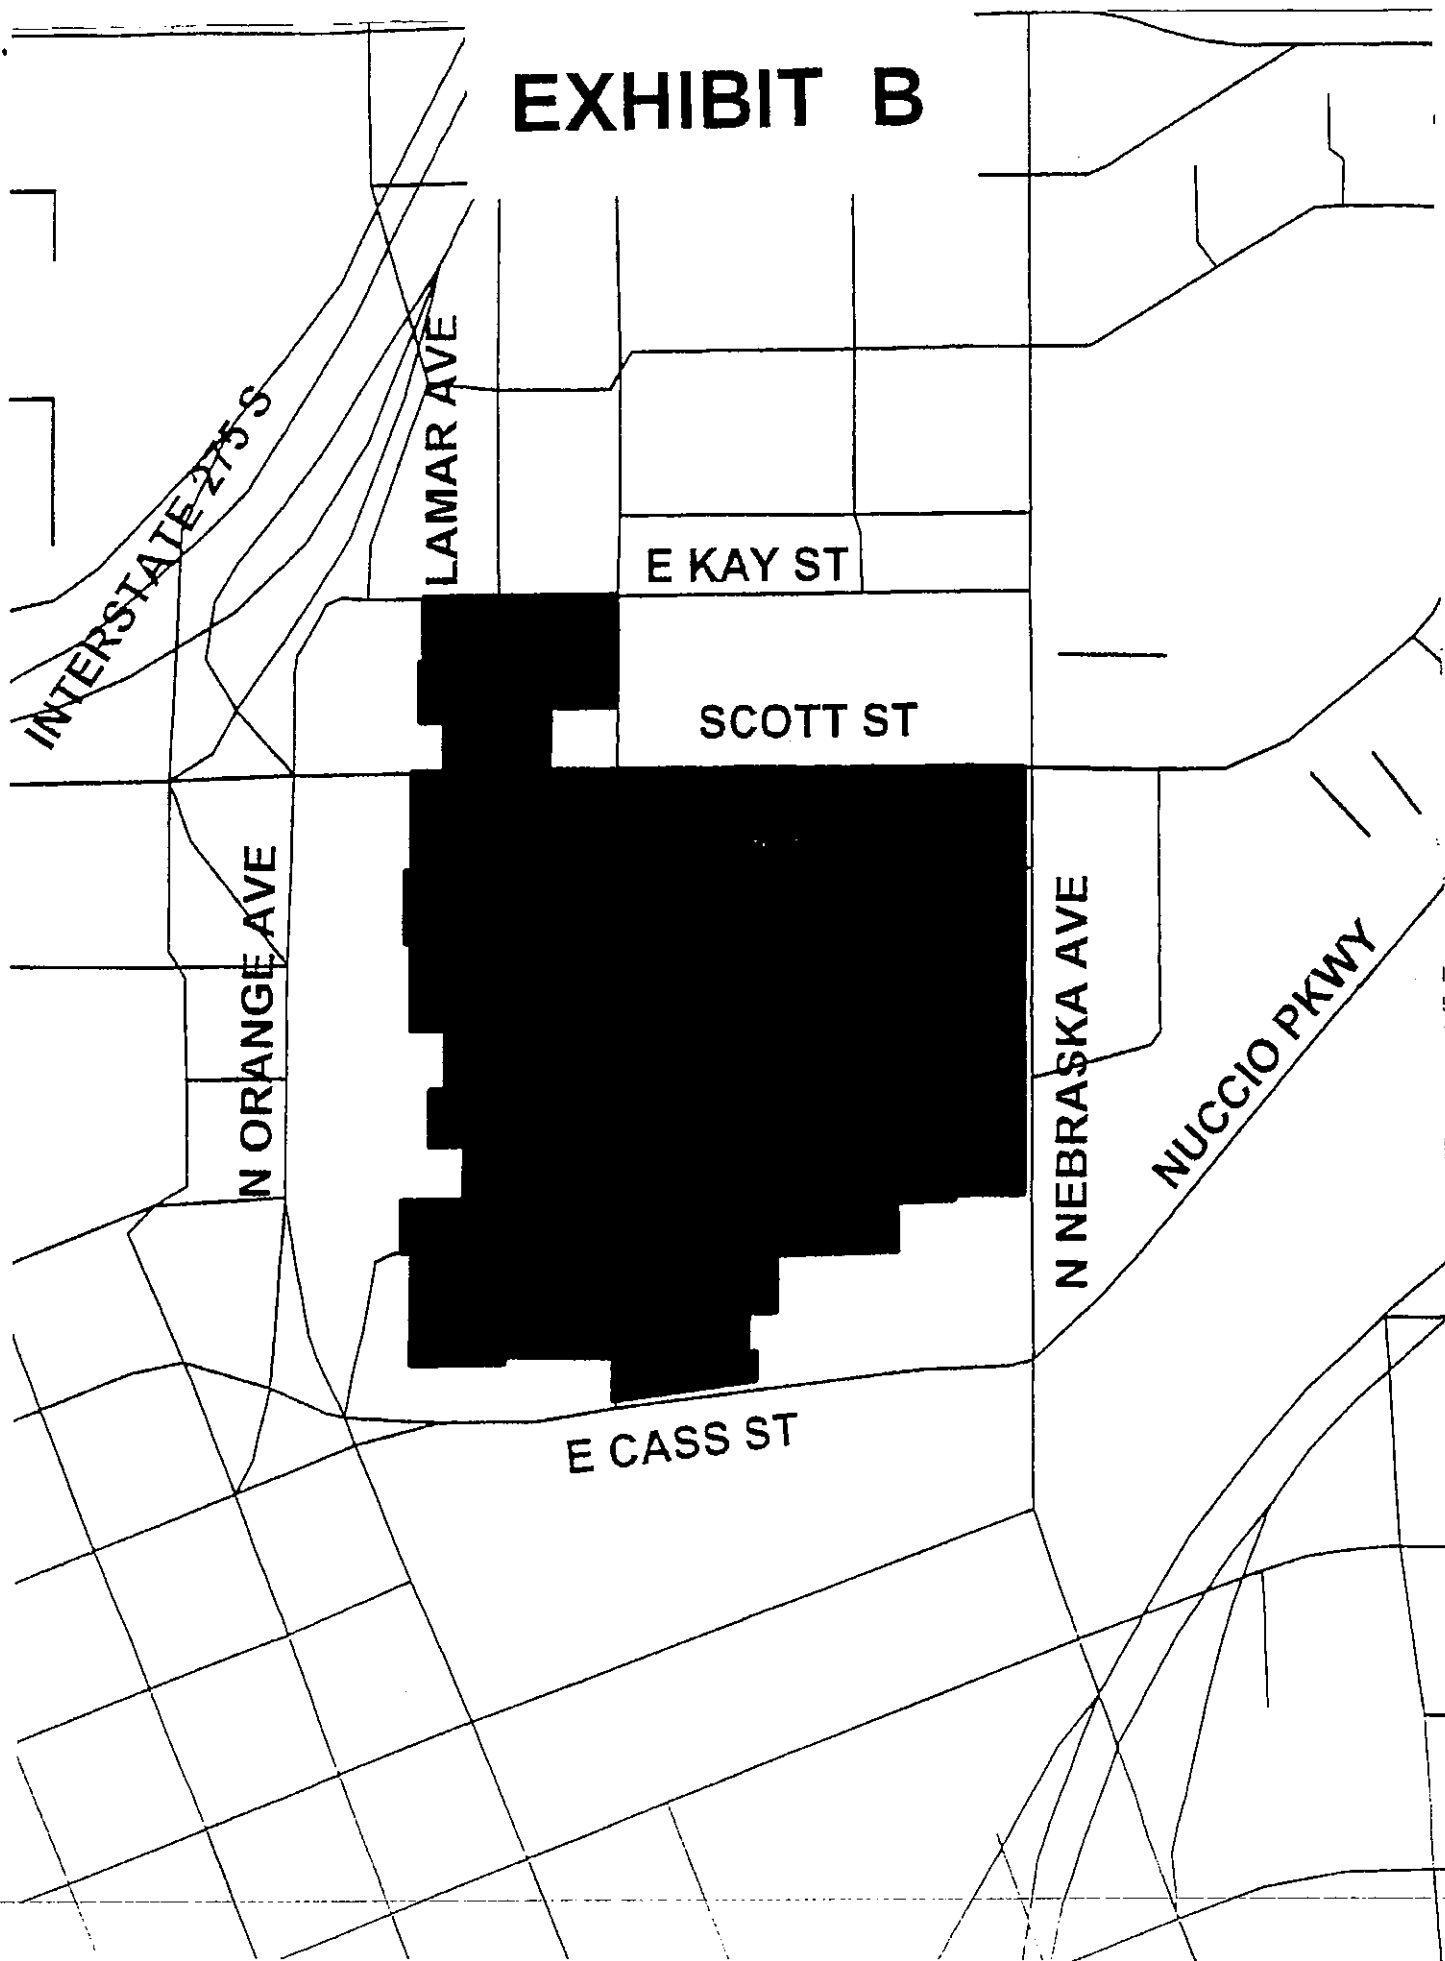 EXHIBIT B
INTERSTATE 275 S
LAMAR AVE
E KAY ST
SCOTT ST
N ORANGE AVE
N NEBRASKA AVE
NUCCIO PKWY
E CASS ST